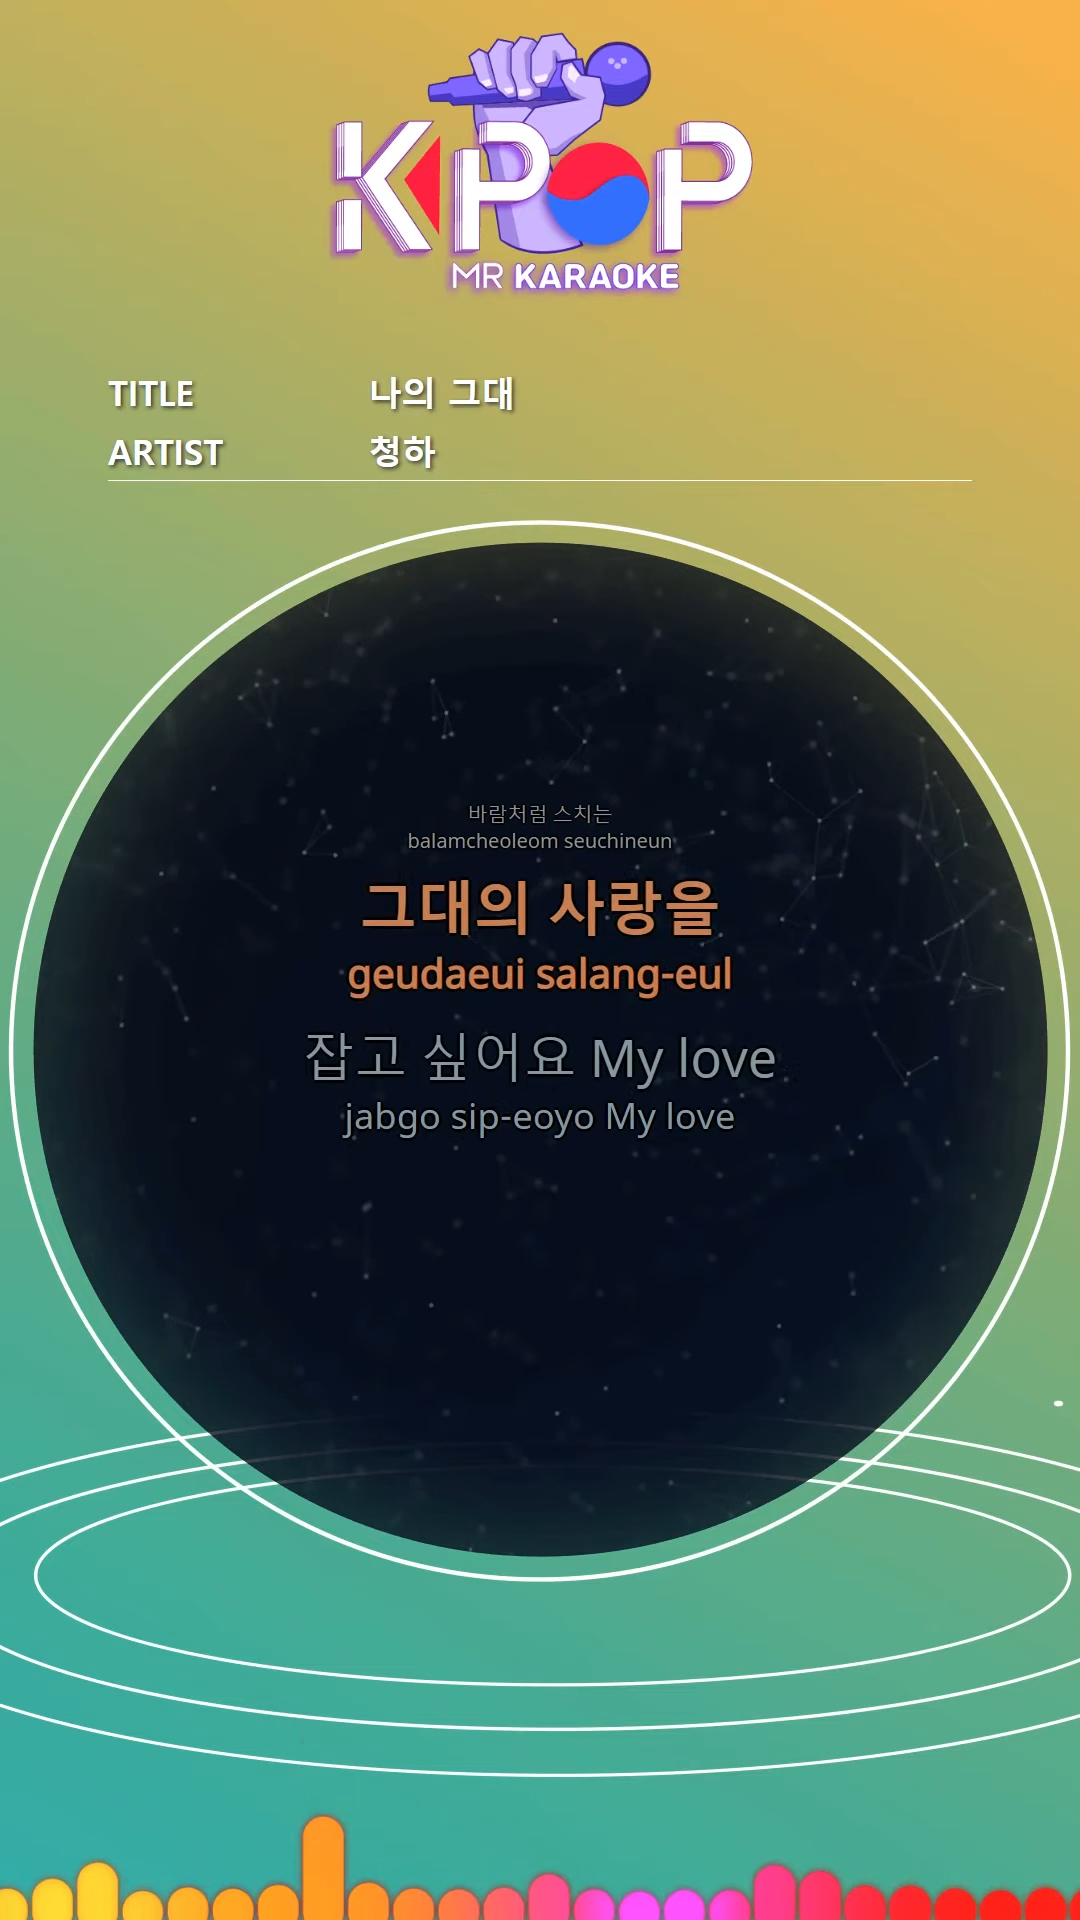 KPOP
MR KARAOKE
TITLE 나의 그대
ARTIST 청하
바람처럼 스치는
balamcheoleom seuchineun
그대의 사랑을
geudaeui salang-eul
잡고 싶어요 My love
jabgo sip-eoyo My love